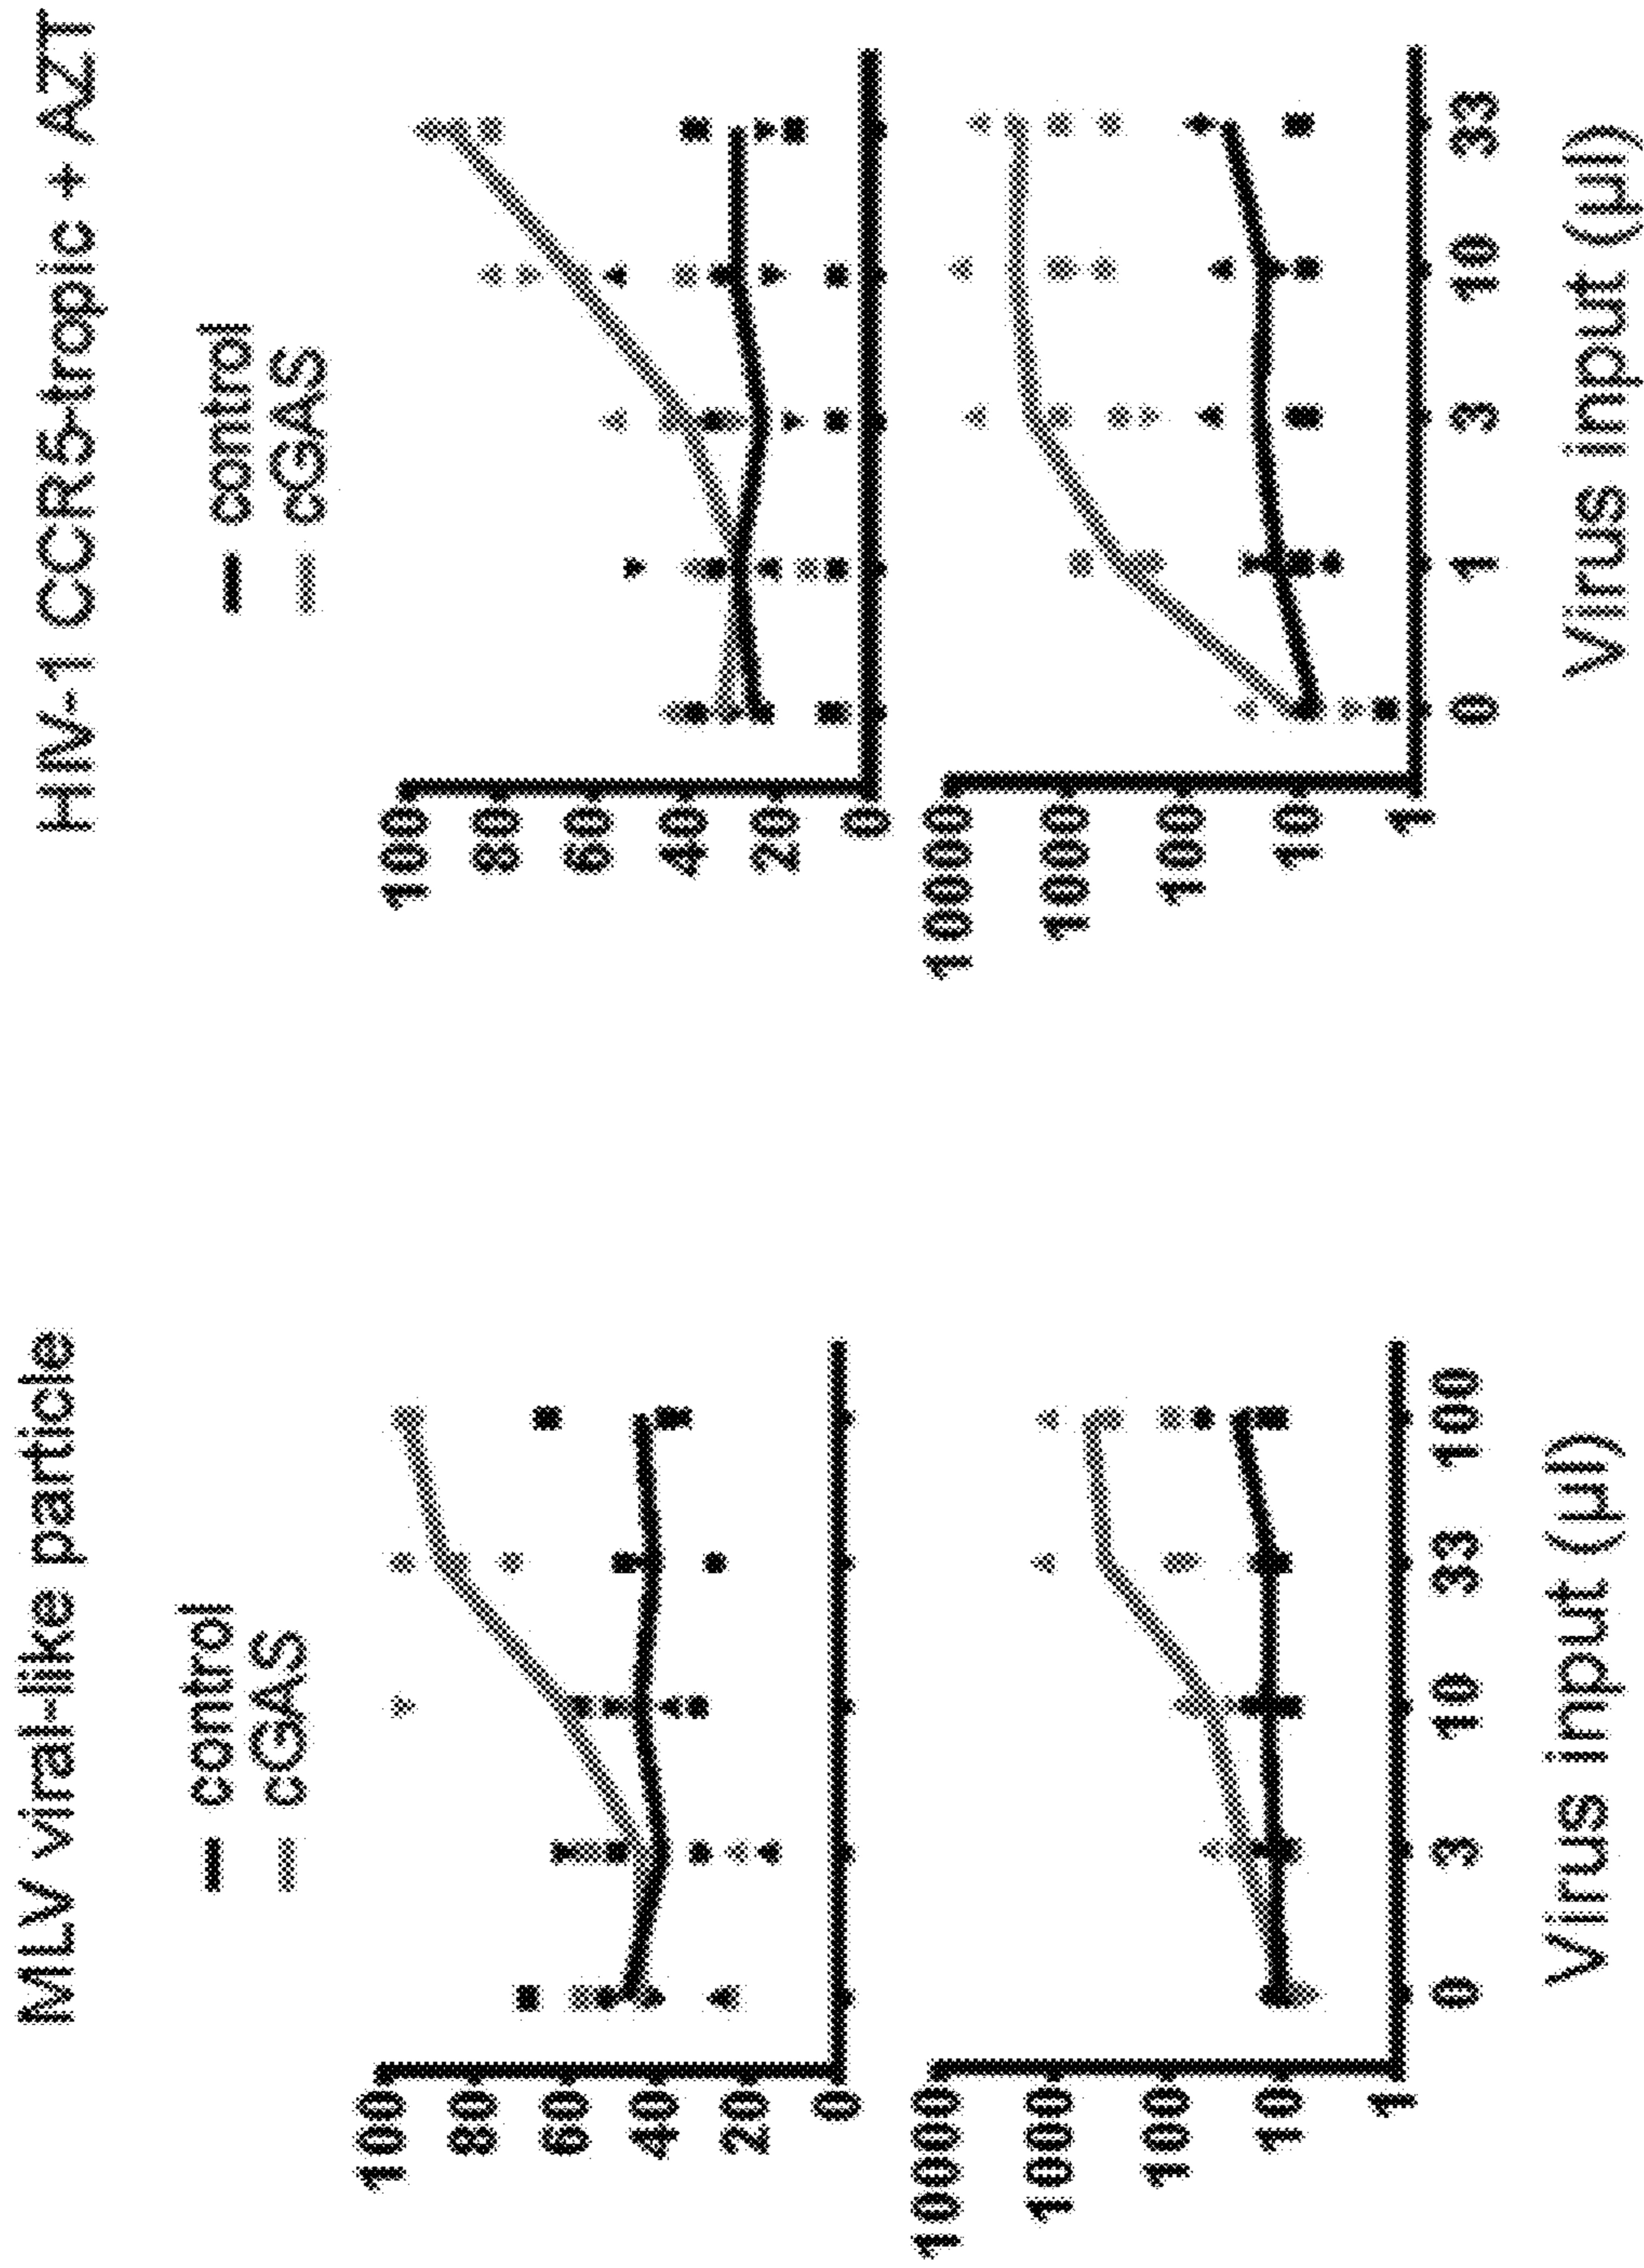 MLV viral-like particle
control
cGAS
100
80
60
40
20
0
10000
1000
100
10
1
0 3 10 33 100
Virus input (µl)
HIV-1 CCR5-tropic + AZT
control
cGAS
100
80
60
40
20
0
10000
1000
100
10
1
0 1 3 10 33
Virus input (µl)